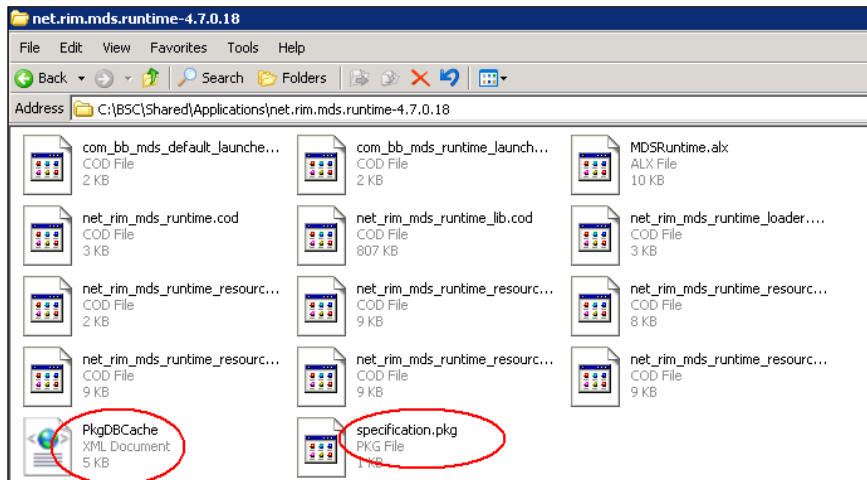 net.rim.mds.runtime-4.7.0.18
File Edit View Favorites Tools Help
Back Search Folders
Address C:\BSC\Shared\Applications\net.rim.mds.runtime-4.7.0.18
com_bb_mds_default_launche...
COD File
2 KB
com_bb_mds_runtime_launch...
COD File
2 KB
MDSRuntime.alx
ALX File
10 KB
net_rim_mds_runtime.cod
COD File
3 KB
net_rim_mds_runtime_lib.cod
COD File
807 KB
net_rim_mds_runtime_loader....
COD File
3 KB
net_rim_mds_runtime_resourc...
COD File
2 KB
net_rim_mds_runtime_resourc...
COD File
9 KB
net_rim_mds_runtime_resourc...
COD File
8 KB
net_rim_mds_runtime_resourc...
COD File
9 KB
net_rim_mds_runtime_resourc...
COD File
9 KB
net_rim_mds_runtime_resourc...
COD File
9 KB
PkgDBCache
XML Document
5 KB
specification.pkg
PKG File
1 KB